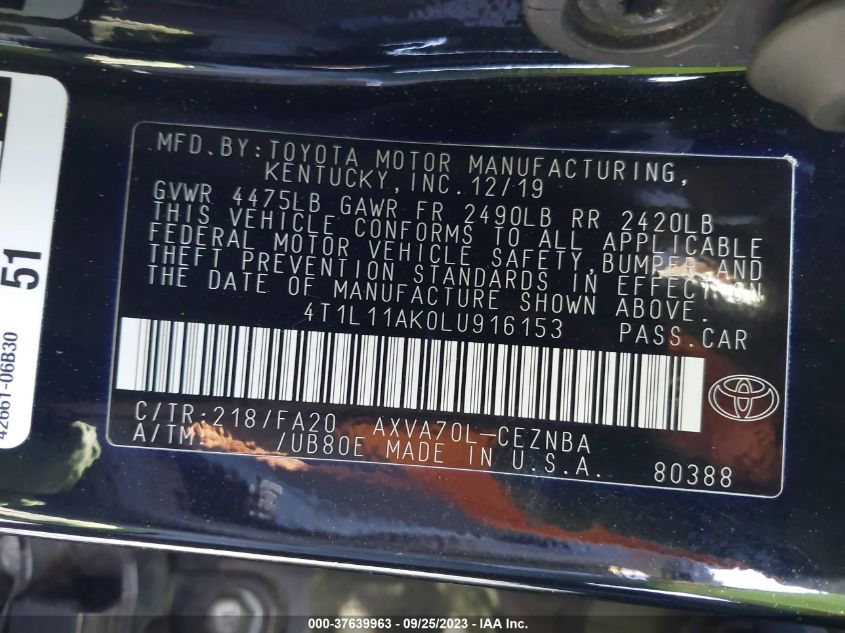 MFD.BY:TOYOTA MOTOR MANUFACTURING,
KENTUCKY,INC.12/19
GVWR 4475LB GAWR FR 2490LB RR 2420LB
THIS VEHICLE CONFORMS TO ALL APPLICABLE
FEDERAL MOTOR VEHICLE SAFETY,BUMPER,AND
THEFT PREVENTION STANDARDS IN EFFECT ON
THE DATE OF MANUFACTURE SHOWN ABOVE.
4T1L11AK0LU916153 PASS.CAR
C/TR:218/FA20 AXVA70L-CEZNBA
A/TM: /UB80E MADE IN U.S.A. 80388
51
42661-06B30
000-37639963 - 09/25/2023 - IAA Inc.